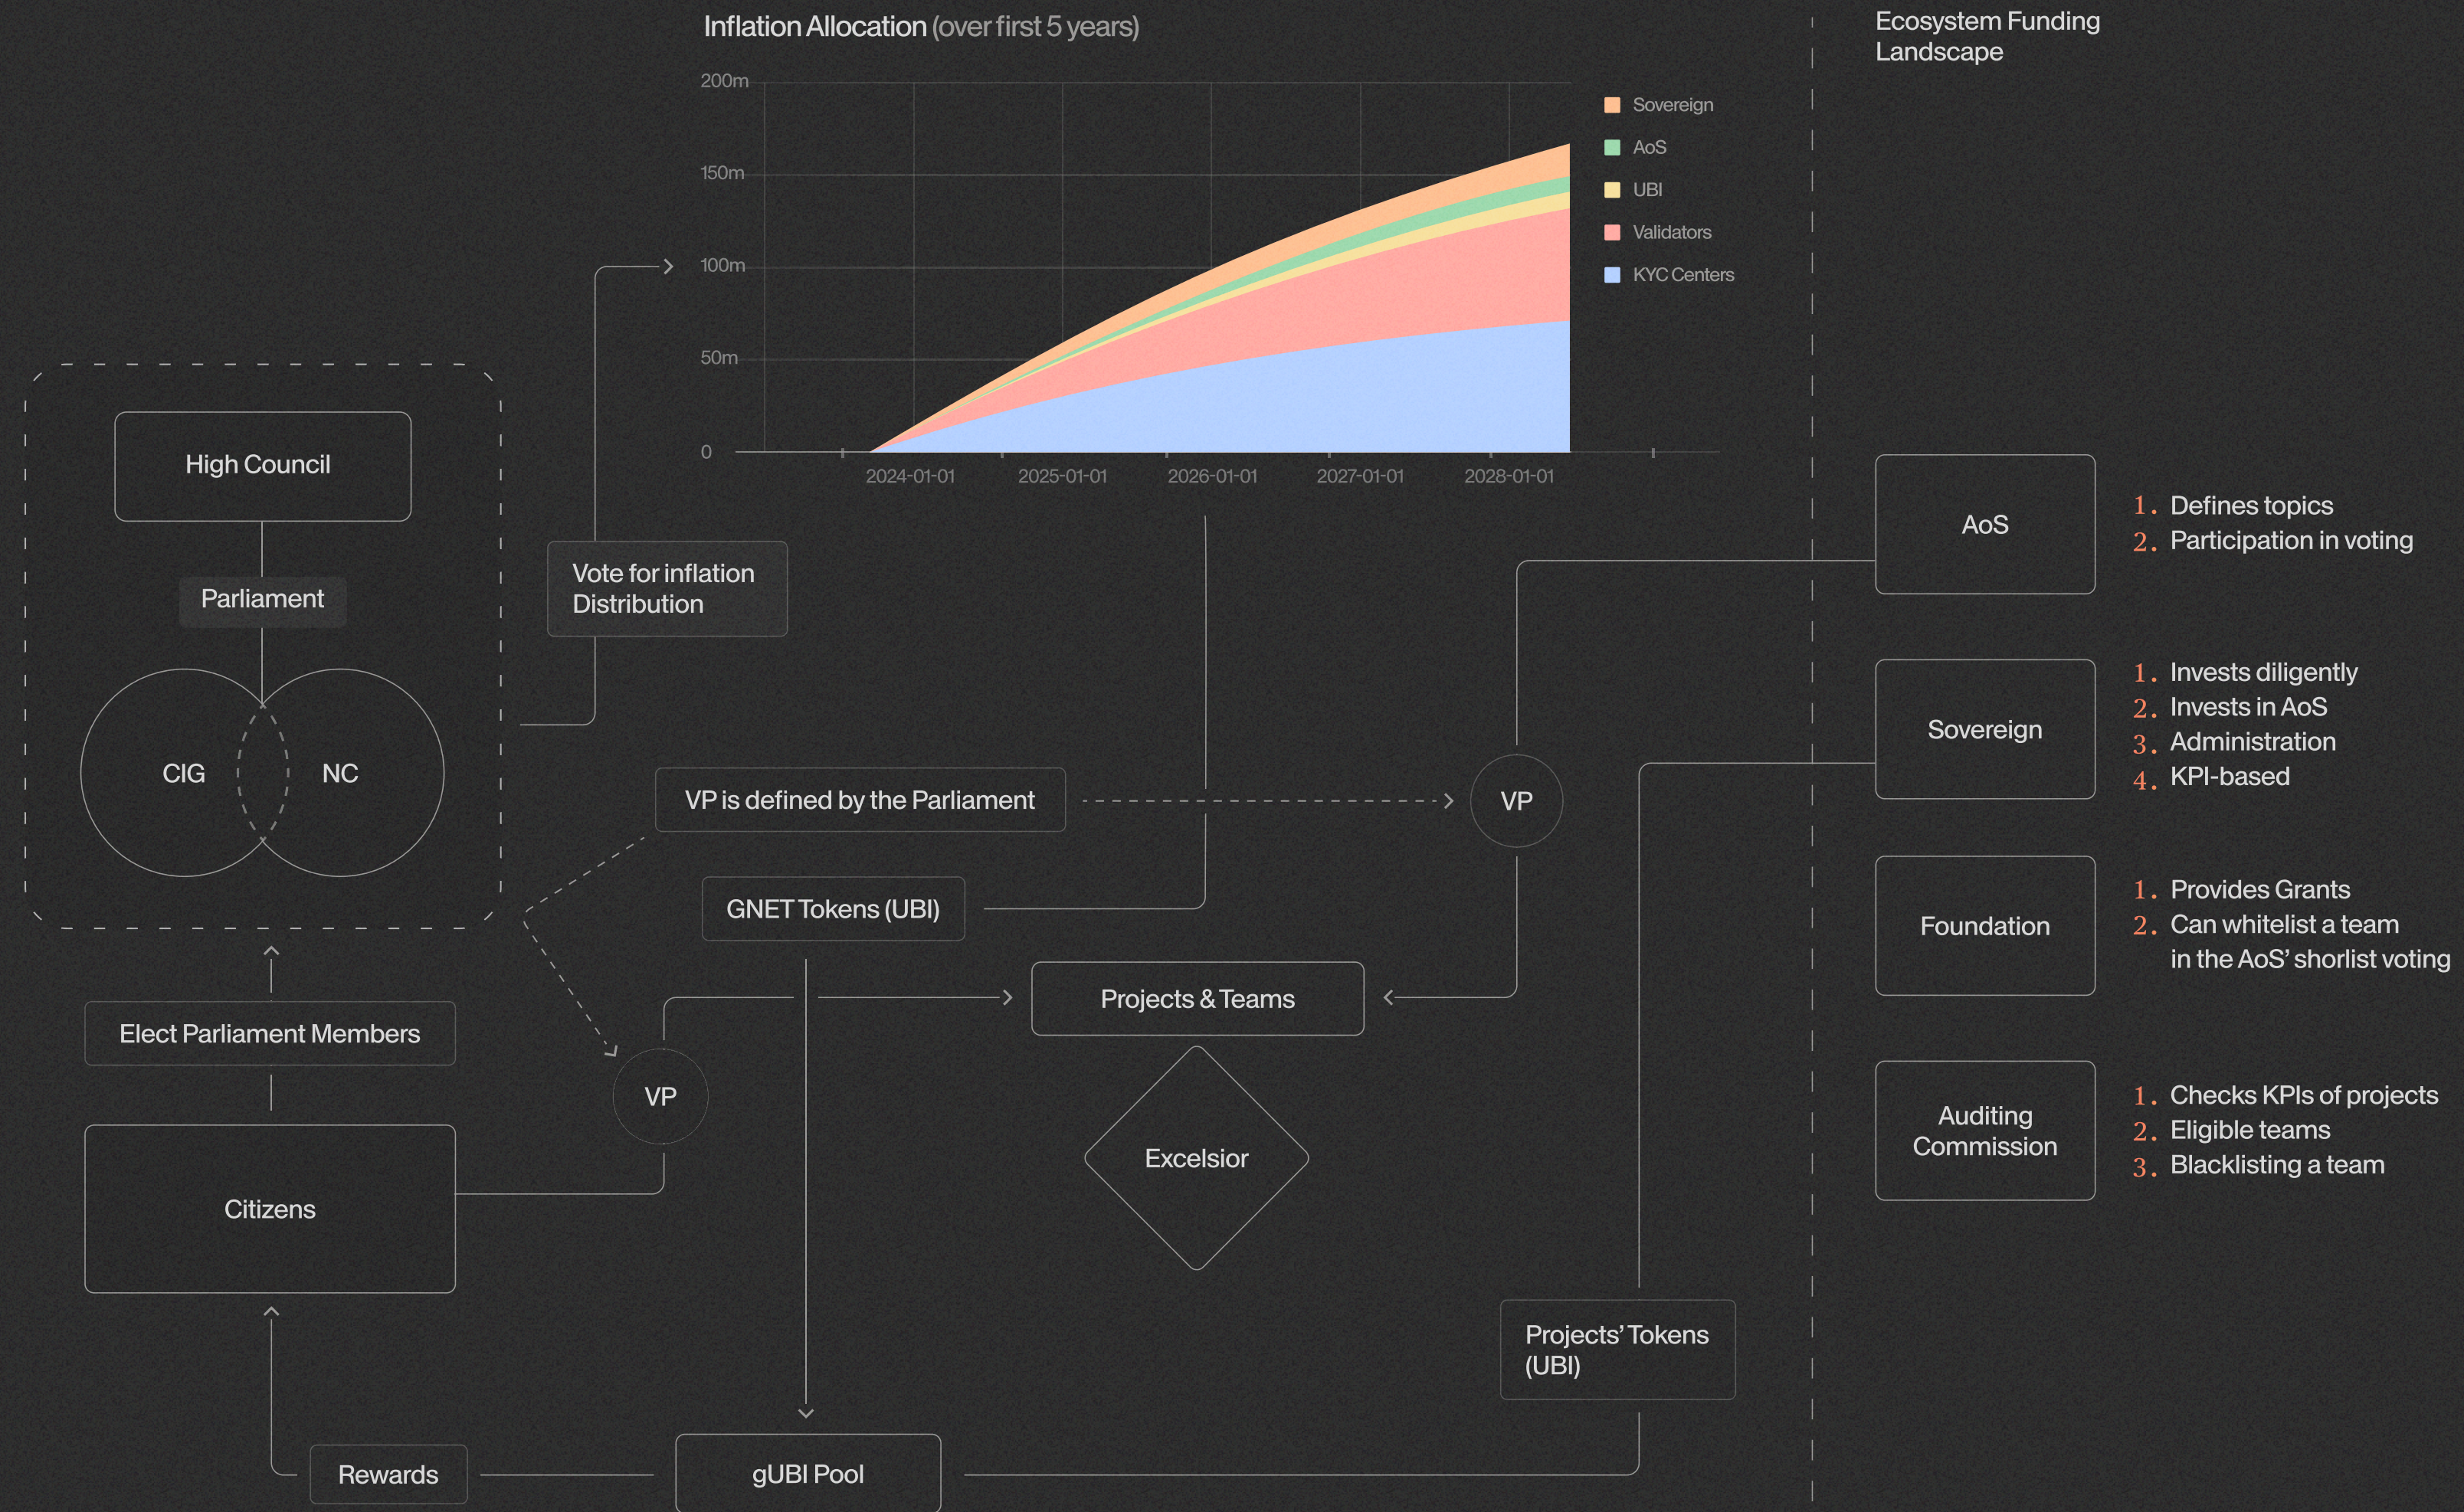 Inflation Allocation (over first 5 years)
200m
150m
100m
50m
0
2024-01-01
2025-01-01
2026-01-01
2027-01-01
2028-01-01
Sovereign
AoS
UBI
Validators
KYC Centers
High Council
Parliament
CIG
NC
Vote for inflation
Distribution
VP is defined by the Parliament
VP
GNET Tokens (UBI)
Projects & Teams
Elect Parliament Members
VP
Excelsior
Citizens
Projects' Tokens
(UBI)
Rewards
gUBI Pool
Ecosystem Funding
Landscape
AoS
1. Defines topics
2. Participation in voting
Sovereign
1. Invests diligently
2. Invests in AoS
3. Administration
4. KPI-based
Foundation
1. Provides Grants
2. Can whitelist a team
in the AoS' shorlist voting
Auditing
Commission
1. Checks KPIs of projects
2. Eligible teams
3. Blacklisting a team